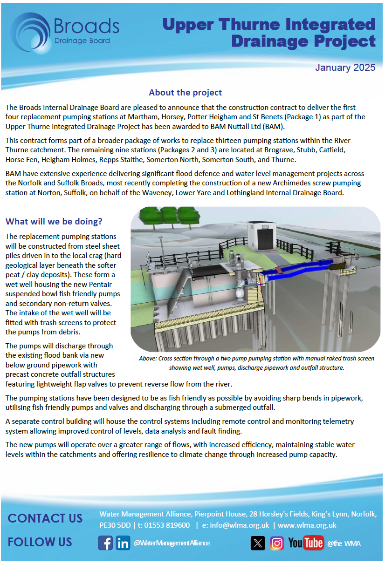 Broads
Drainage Board
Upper Thurne Integrated
Drainage Project
January 2025
About the project
The Broads Internal Drainage Board are pleased to announce that the construction contract to deliver the first
four replacement pumping stations at Martham, Horsey, Potter Heigham and St Benets (Package 1) as part of the
Upper Thurne Integrated Drainage Project has been awarded to BAM Nuttall Ltd (BAM).
This contract forms part of a broader package of works to replace thirteen pumping stations within the River
Thurne catchment. The remaining nine stations (Packages 2 and 3) are located at Brograve, Stubb, Catfield,
Horse Fen, Heigham Holmes, Repps Staithe, Somerton North, Somerton South, and Thurne.
BAM have extensive experience delivering significant flood defence and water level management projects across
the Norfolk and Suffolk Broads, most recently completing the construction of a new Archimedes screw pumping
station at Norton, Suffolk, on behalf of the Waveney, Lower Yare and Lothingland Internal Drainage Board.
What will we be doing?
The replacement pumping stations
will be constructed from steel sheet
piles driven in to the local crag (hard
geological layer beneath the softer
peat / clay deposits). These form a
wet well housing the new Pentair
suspended bowl fish friendly pumps
and secondary non-return valves.
The intake of the wet well will be
fitted with trash screens to protect
the pumps from debris.
The pumps will discharge through
the existing flood bank via new
below ground pipework with
precast concrete outfall structures
featuring lightweight flap valves to prevent reverse flow from the river.
Above: Cross section through a two pump pumping station with manual raked trash screen
showing wet well, pumps, discharge pipework and outfall structure.
The pumping stations have been designed to be as fish friendly as possible by avoiding sharp bends in pipework,
utilising fish friendly pumps and valves and discharging through a submerged outfall.
A separate control building will house the control systems including remote control and monitoring telemetry
system allowing improved control of levels, data analysis and fault finding.
The new pumps will operate over a greater range of flows, with increased efficiency, maintaining stable water
levels within the catchments and offering resilience to climate change through increased pump capacity.
CONTACT US
Water Management Alliance, Pierpoint House, 28 Horsley's Fields, King's Lynn, Norfolk,
PE30 5DD | t: 01553 819600 | e: info@wlma.org.uk | www.wlma.org.uk
FOLLOW US
f in @WaterManagementAlliance
X YouTube @the WMA